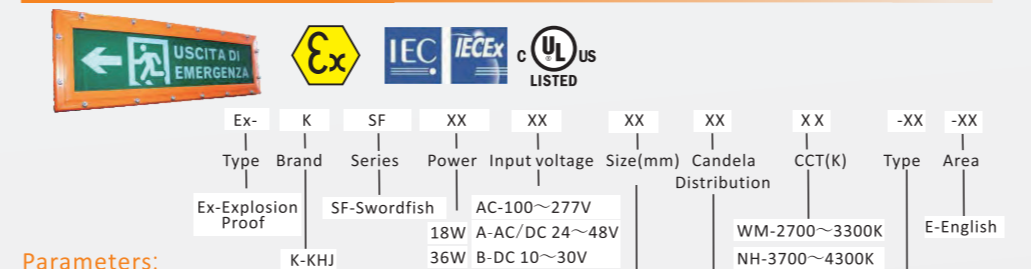 USCITA DI
EMERGENZA
Ex
IEC
IECEx
C UL US
LISTED
Ex- K SF XX XX XX XX X X -XX -XX
Type Brand Series Power Input voltage Size(mm) Candela Distribution CCT(K) Type Area
Ex-Explosion Proof
SF-Swordfish
AC-100～277V
18W A-AC/DC 24～48V
WM-2700～3300K
E-English
36W B-DC 10～30V
NH-3700～4300K
K-KHJ
Parameters: